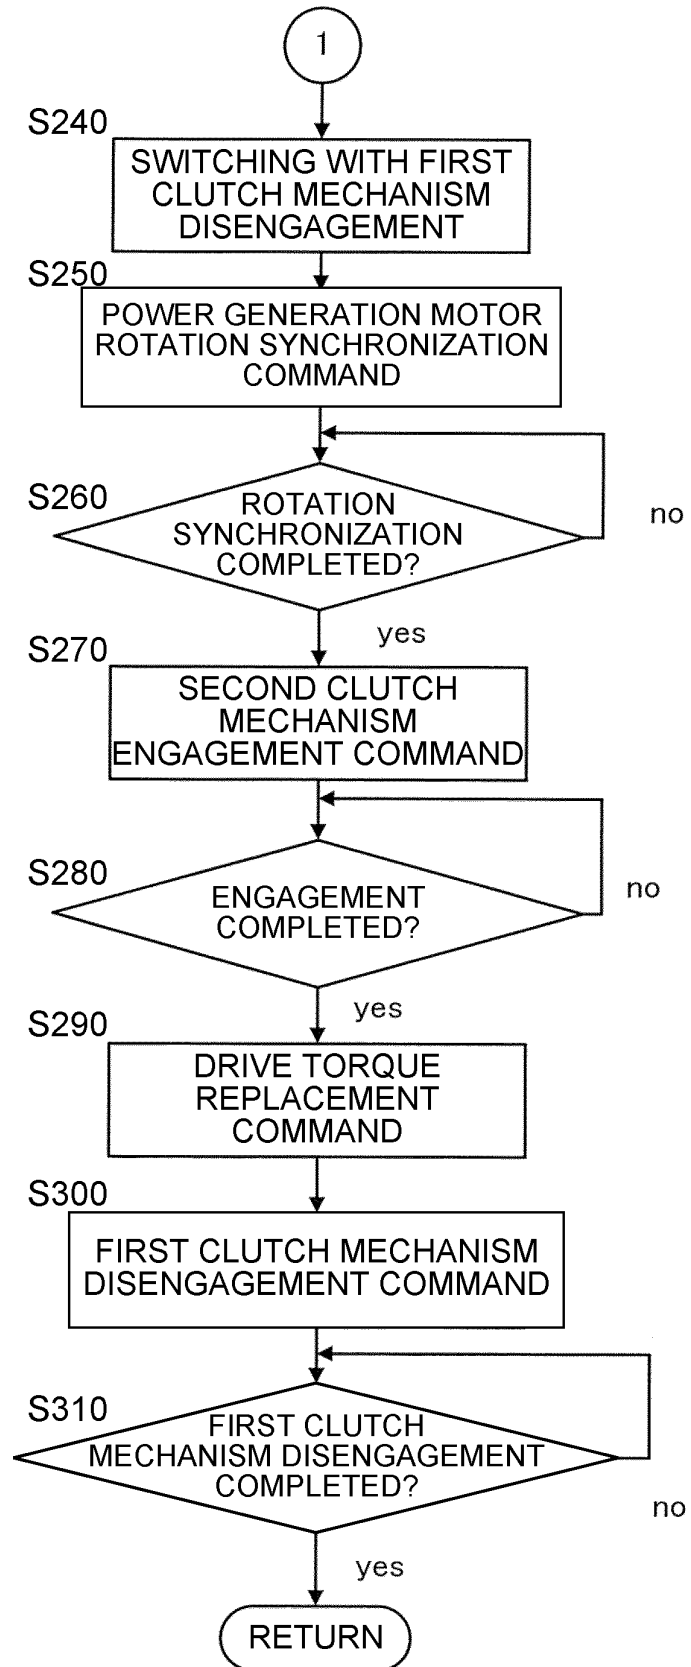 1
S240
SWITCHING WITH FIRST
CLUTCH MECHANISM
DISENGAGEMENT
S250
POWER GENERATION MOTOR
ROTATION SYNCHRONIZATION
COMMAND
S260
ROTATION
SYNCHRONIZATION
COMPLETED?
no
yes
S270
SECOND CLUTCH
MECHANISM
ENGAGEMENT COMMAND
S280
ENGAGEMENT
COMPLETED?
no
yes
S290
DRIVE TORQUE
REPLACEMENT
COMMAND
S300
FIRST CLUTCH MECHANISM
DISENGAGEMENT COMMAND
S310
FIRST CLUTCH
MECHANISM DISENGAGEMENT
COMPLETED?
no
yes
RETURN